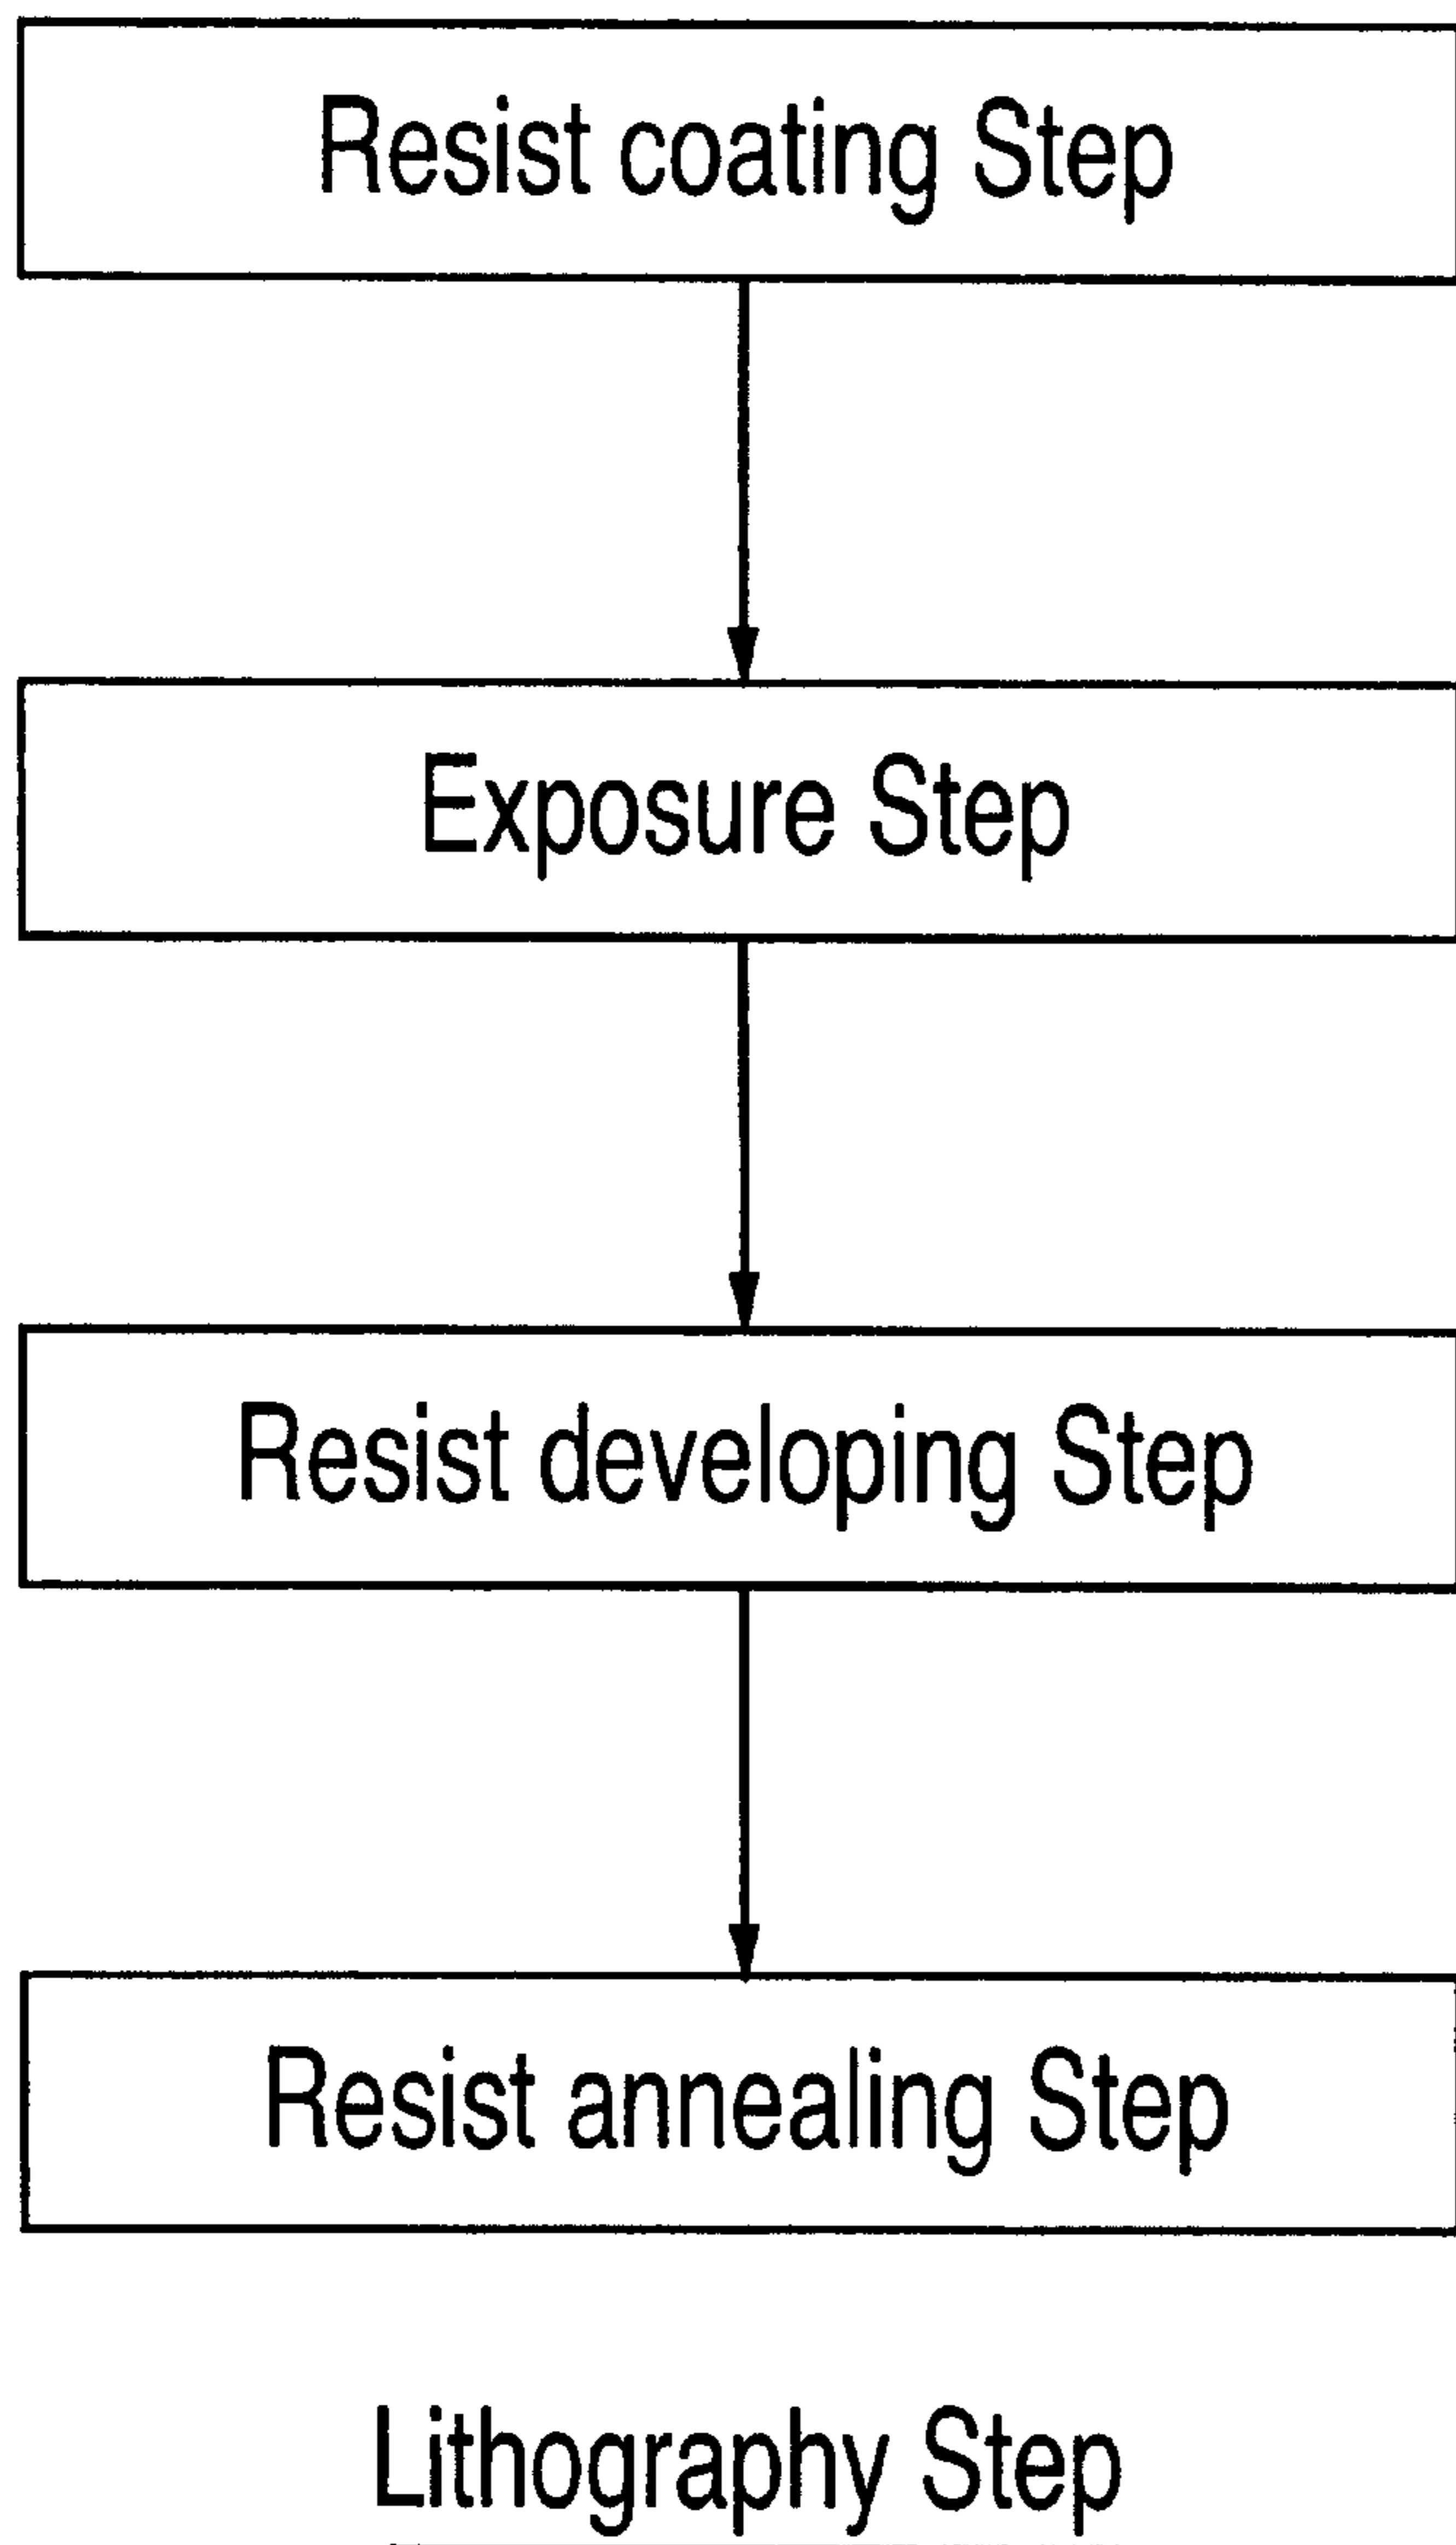 Resist coating Step
Exposure Step
Resist developing Step
Resist annealing Step
Lithography Step